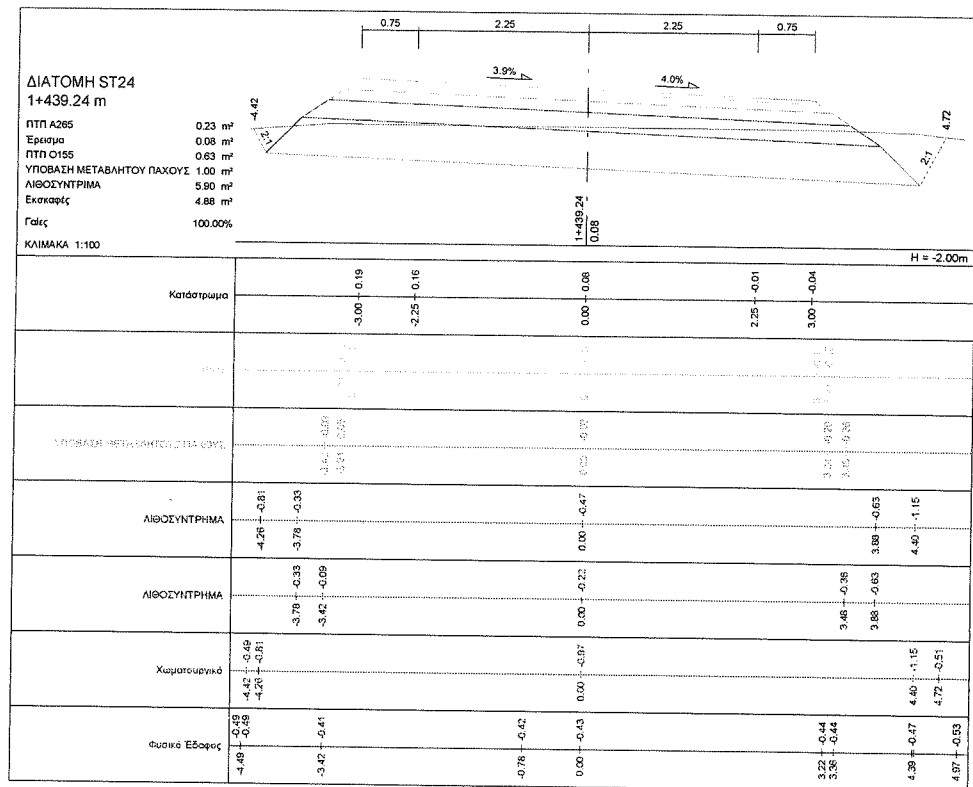 0.75 2.25 2.25 0.75
3.9% 4.0%
ΔΙΑΤΟΜΗ ST24
1+439.24 m
-4.42
4.72
2:1
2:1
ΠΤΠ Α265 0.23 m²
Έρεισμα 0.08 m²
ΠΤΠ Ο155 0.63 m²
ΥΠΟΒΑΣΗ ΜΕΤΑΒΛΗΤΟΥ ΠΑΧΟΥΣ 1.00 m²
ΛΙΘΟΣΥΝΤΡΙΜΑ 5.90 m²
Εκσκαφές 4.88 m²
Γαίες 100.00%
ΚΛΙΜΑΚΑ 1:100
1+439.24
0.08
H = -2.00m
Κατάστρωμα
0.19 0.16 0.08 -0.01 -0.04
-3.00 -2.25 0.00 2.25 3.00
ΥΠΟΒΑΣΗ ΜΕΤΑΒΛΗΤΟΥ ΠΑΧΟΥΣ
ΛΙΘΟΣΥΝΤΡΗΜΑ
-0.81 -0.33 -0.47 -0.63 -1.15
-4.26 -3.78 0.00 3.88 4.40
ΛΙΘΟΣΥΝΤΡΗΜΑ
-0.33 -0.09 -0.22 -0.36 -0.63
-3.78 -3.42 0.00 3.48 3.88
Χωματουργικό
-0.49 -0.81 -0.97 -1.15 -0.51
-4.42 -4.26 0.00 4.40 4.72
Φυσικό Έδαφος
-0.49 -0.49 -0.41 -0.42 -0.43 -0.44 -0.44 -0.47 -0.53
-4.49 -3.42 -0.78 0.00 3.22 3.36 4.39 4.97